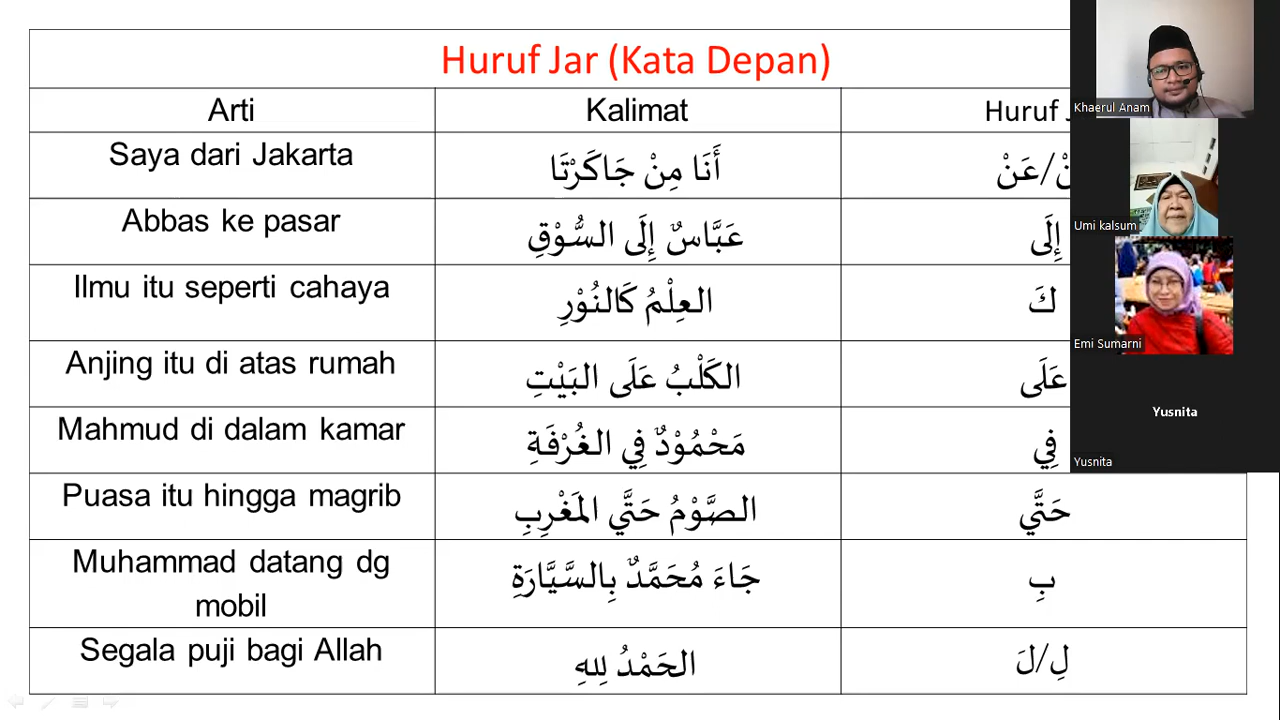 Huruf Jar (Kata Depan)
Arti Kalimat Huruf
Saya dari Jakarta أَنَا مِنْ جَاكَرْتَا /عَنْ
Abbas ke pasar عَبَّاسٌ إِلَى السُّوْقِ إِلَى
Ilmu itu seperti cahaya العِلْمُ كَالنُوْرِ كَ
Anjing itu di atas rumah الكَلْبُ عَلَى البَيْتِ عَلَى
Mahmud di dalam kamar مَحْمُوْدٌ فِي الغُرْفَةِ فِي
Puasa itu hingga magrib الصَّوْمُ حَتَّي المَغْرِبِ حَتَّي
Muhammad datang dg
mobil جَاءَ مُحَمَّدٌ بِالسَّيَّارَةِ بِ
Segala puji bagi Allah الحَمْدُ لِلهِ لِ/لَ
Khaerul Anam
Umi kalsum
Emi Sumarni
Yusnita
Yusnita